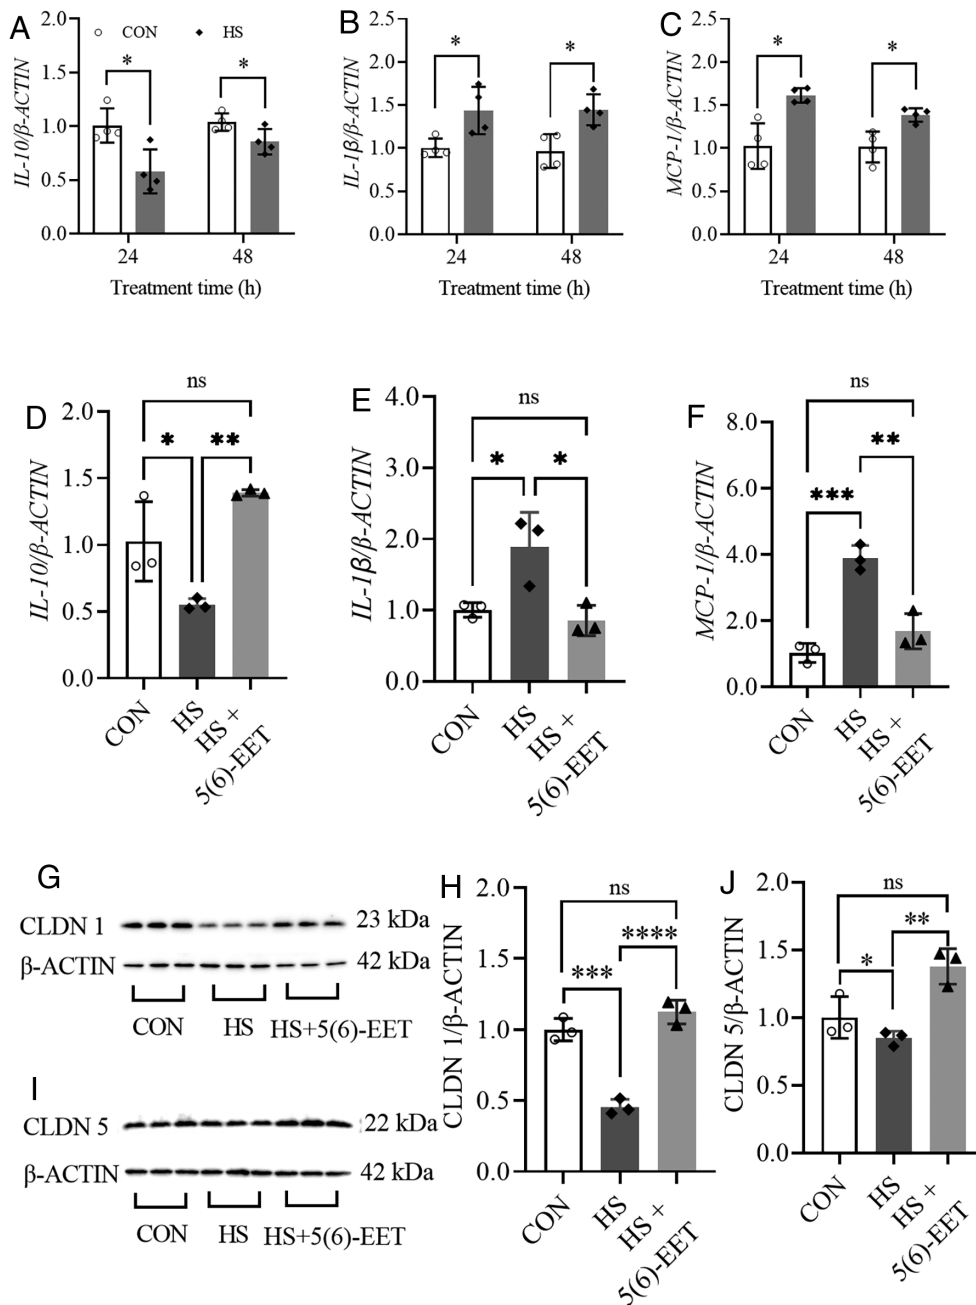 A
CON
HS
IL-10/β-ACTIN
2.0
1.5
1.0
0.5
0.0
*
*
24
48
Treatment time (h)
B
IL-1β/β-ACTIN
2.5
2.0
1.5
1.0
0.5
0.0
*
*
24
48
Treatment time (h)
C
MCP-1/β-ACTIN
2.5
2.0
1.5
1.0
0.5
0.0
*
*
24
48
Treatment time (h)
D
IL-10/β-ACTIN
2.0
1.5
1.0
0.5
0.0
ns
*
**
CON
HS
HS +
5(6)-EET
E
IL-1β/β-ACTIN
4.0
3.0
2.0
1.0
0.0
ns
*
*
CON
HS
HS +
5(6)-EET
F
MCP-1/β-ACTIN
8.0
6.0
4.0
2.0
0.0
ns
**
***
CON
HS
HS +
5(6)-EET
G
CLDN 1
23 kDa
β-ACTIN
42 kDa
CON
HS
HS+5(6)-EET
H
CLDN 1/β-ACTIN
2.0
1.5
1.0
0.5
0.0
ns
****
***
CON
HS
HS +
5(6)-EET
I
CLDN 5
22 kDa
β-ACTIN
42 kDa
CON
HS
HS+5(6)-EET
J
CLDN 5/β-ACTIN
2.0
1.5
1.0
0.5
0.0
ns
**
*
CON
HS
HS +
5(6)-EET